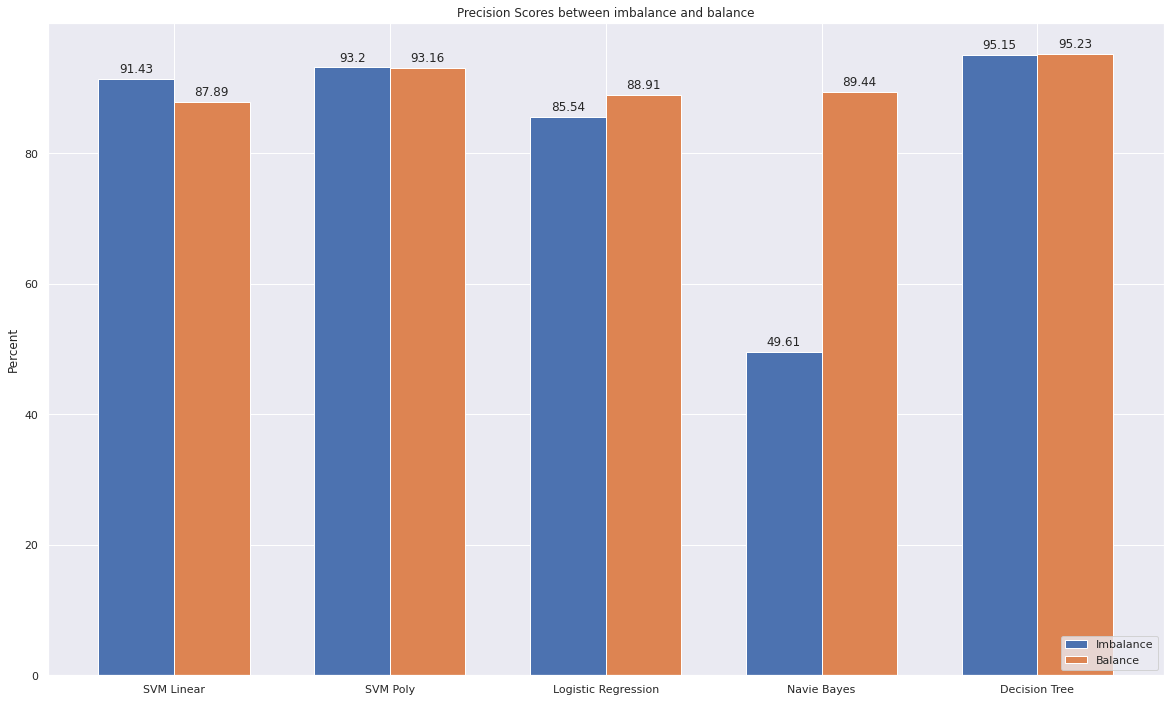 Precision Scores between imbalance and balance
Percent
80
60
40
20
0
91.43
87.89
93.2
93.16
85.54
88.91
49.61
89.44
95.15
95.23
SVM Linear
SVM Poly
Logistic Regression
Navie Bayes
Decision Tree
Imbalance
Balance